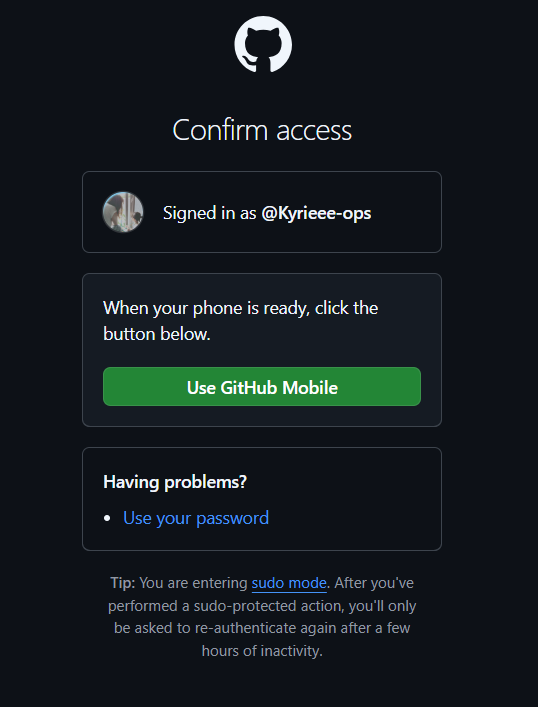 Confirm access
Signed in as @Kyrieee-ops
When your phone is ready, click the
button below.
Use GitHub Mobile
Having problems?
• Use your password
Tip: You are entering sudo mode. After you've
performed a sudo-protected action, you'll only
be asked to re-authenticate again after a few
hours of inactivity.